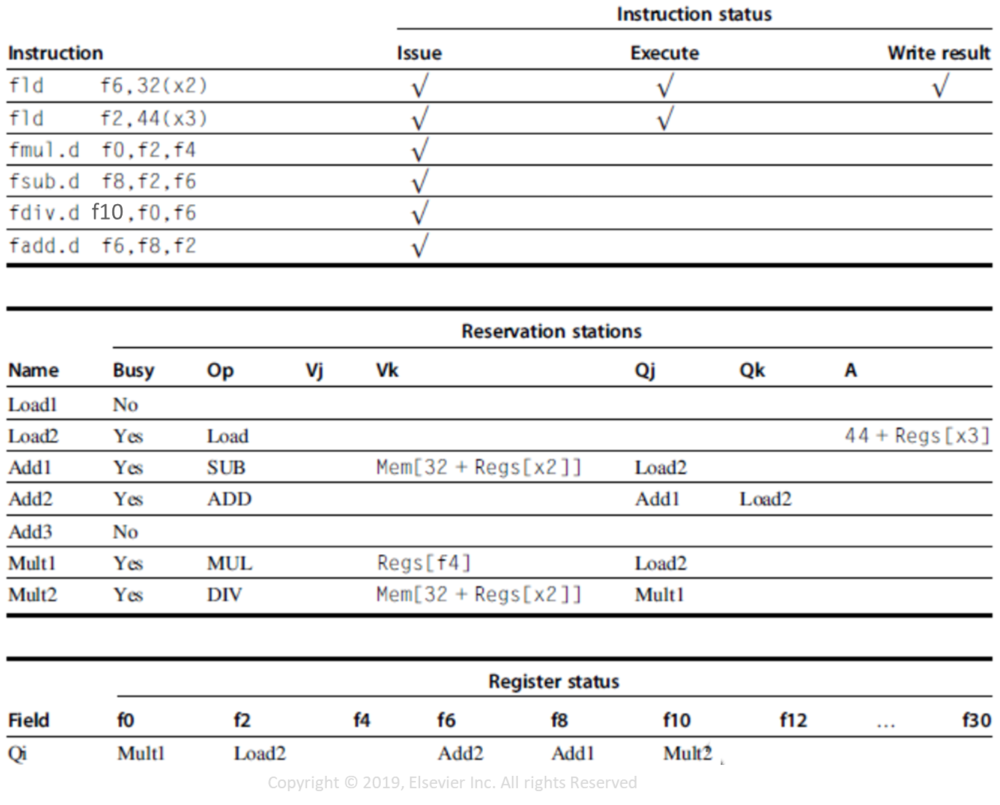 Instruction status
Instruction Issue Execute Write result
fld f6,32(x2) √ √ √
fld f2,44(x3) √ √
fmul.d f0,f2,f4 √
fsub.d f8,f2,f6 √
fdiv.d f10,f0,f6 √
fadd.d f6,f8,f2 √
Reservation stations
Name Busy Op Vj Vk Qj Qk A
Load1 No
Load2 Yes Load 44 + Regs[x3]
Add1 Yes SUB Mem[32 + Regs[x2]] Load2
Add2 Yes ADD Add1 Load2
Add3 No
Mult1 Yes MUL Regs[f4] Load2
Mult2 Yes DIV Mem[32 + Regs[x2]] Mult1
Register status
Field f0 f2 f4 f6 f8 f10 f12 ... f30
Qi Mult1 Load2 Add2 Add1 Mult2
Copyright © 2019, Elsevier Inc. All rights Reserved